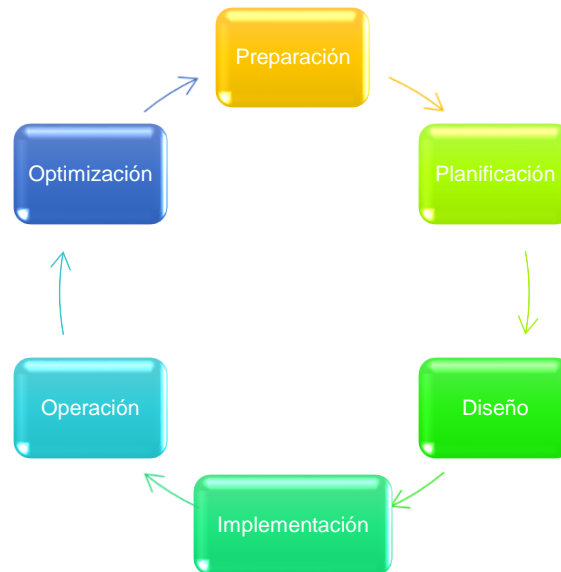 Preparación
Planificación
Diseño
Implementación
Operación
Optimización